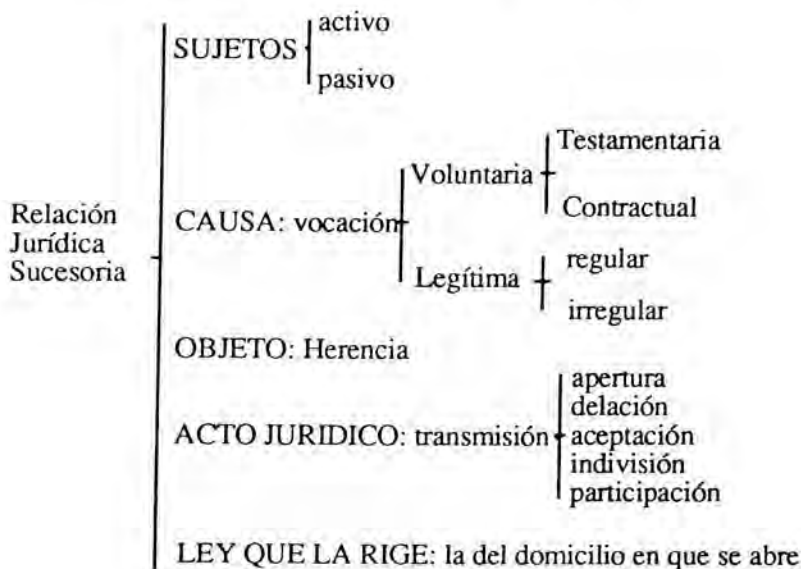 activo
SUJETOS
pasivo
Testamentaria
Voluntaria
Contractual
Relación
Jurídica
Sucesoria
CAUSA: vocación
Legítima
regular
irregular
OBJETO: Herencia
apertura
delación
ACTO JURIDICO: transmisión aceptación
indivisión
participación
LEY QUE LA RIGE: la del domicilio en que se abre